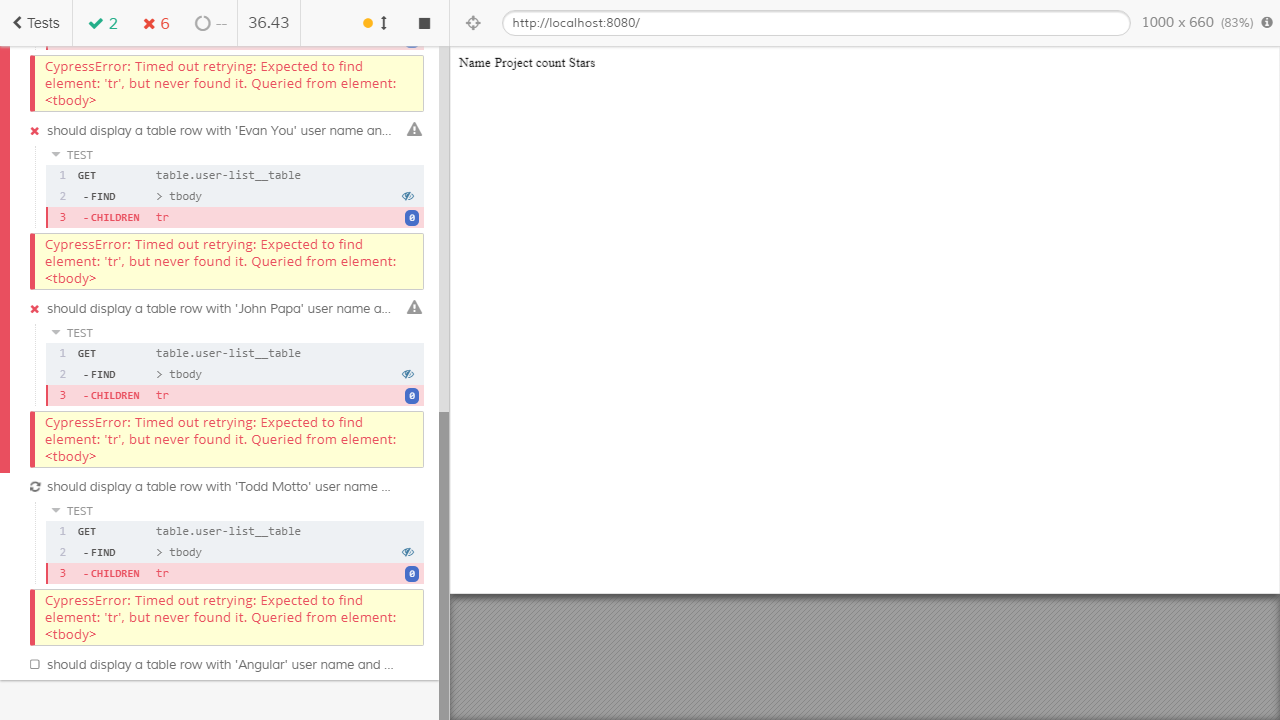 Tests 2 6 -- 36.43
http://localhost:8080/ 1000 x 660 (83%)
CypressError: Timed out retrying: Expected to find
element: 'tr', but never found it. Queried from element:
<tbody>
should display a table row with 'Evan You' user name an...
TEST
1 GET table.user-list__table
2 -FIND > tbody
3 -CHILDREN tr 0
CypressError: Timed out retrying: Expected to find
element: 'tr', but never found it. Queried from element:
<tbody>
should display a table row with 'John Papa' user name a...
TEST
1 GET table.user-list__table
2 -FIND > tbody
3 -CHILDREN tr 0
CypressError: Timed out retrying: Expected to find
element: 'tr', but never found it. Queried from element:
<tbody>
should display a table row with 'Todd Motto' user name ...
TEST
1 GET table.user-list__table
2 -FIND > tbody
3 -CHILDREN tr 0
CypressError: Timed out retrying: Expected to find
element: 'tr', but never found it. Queried from element:
<tbody>
should display a table row with 'Angular' user name and ...
Name Project count Stars